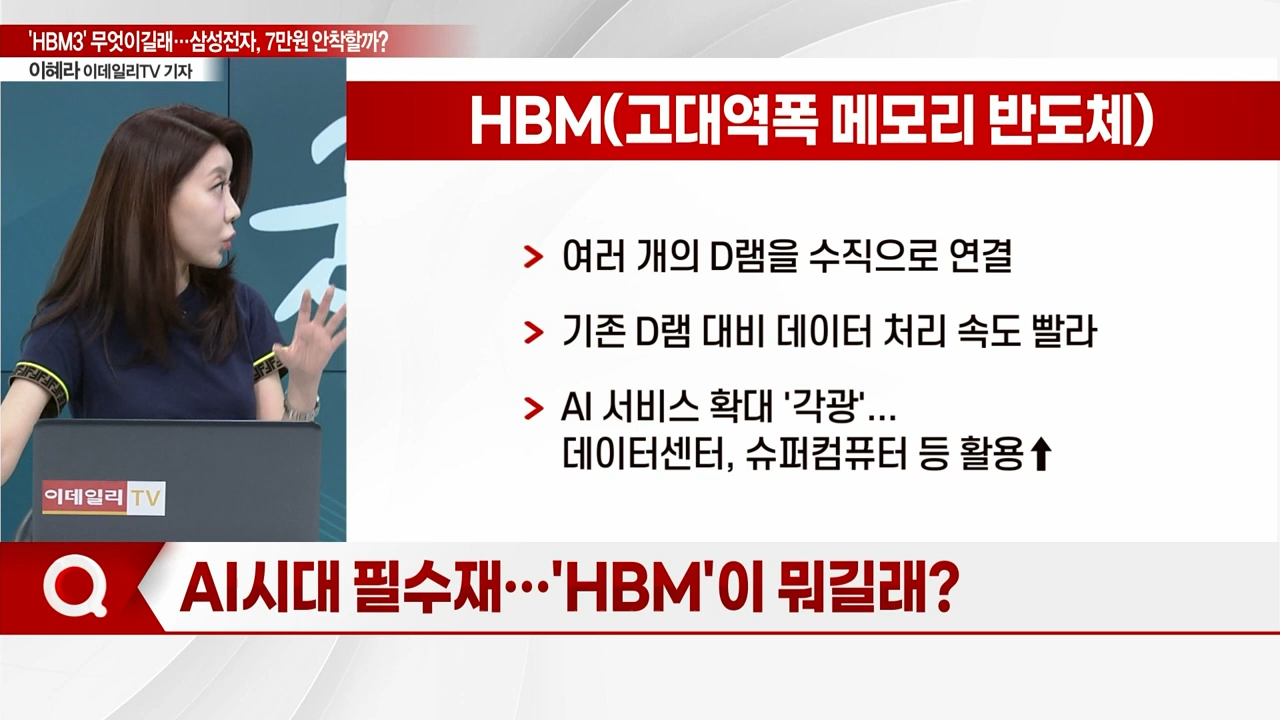 'HBM3' 무엇이길래…삼성전자, 7만원 안착할까?
이혜라 이데일리TV 기자
HBM(고대역폭 메모리 반도체)
> 여러 개의 D램을 수직으로 연결
> 기존 D램 대비 데이터 처리 속도 빨라
> AI 서비스 확대 '각광'...
데이터센터, 슈퍼컴퓨터 등 활용⬆
이데일리TV
Q AI시대 필수재…'HBM'이 뭐길래?